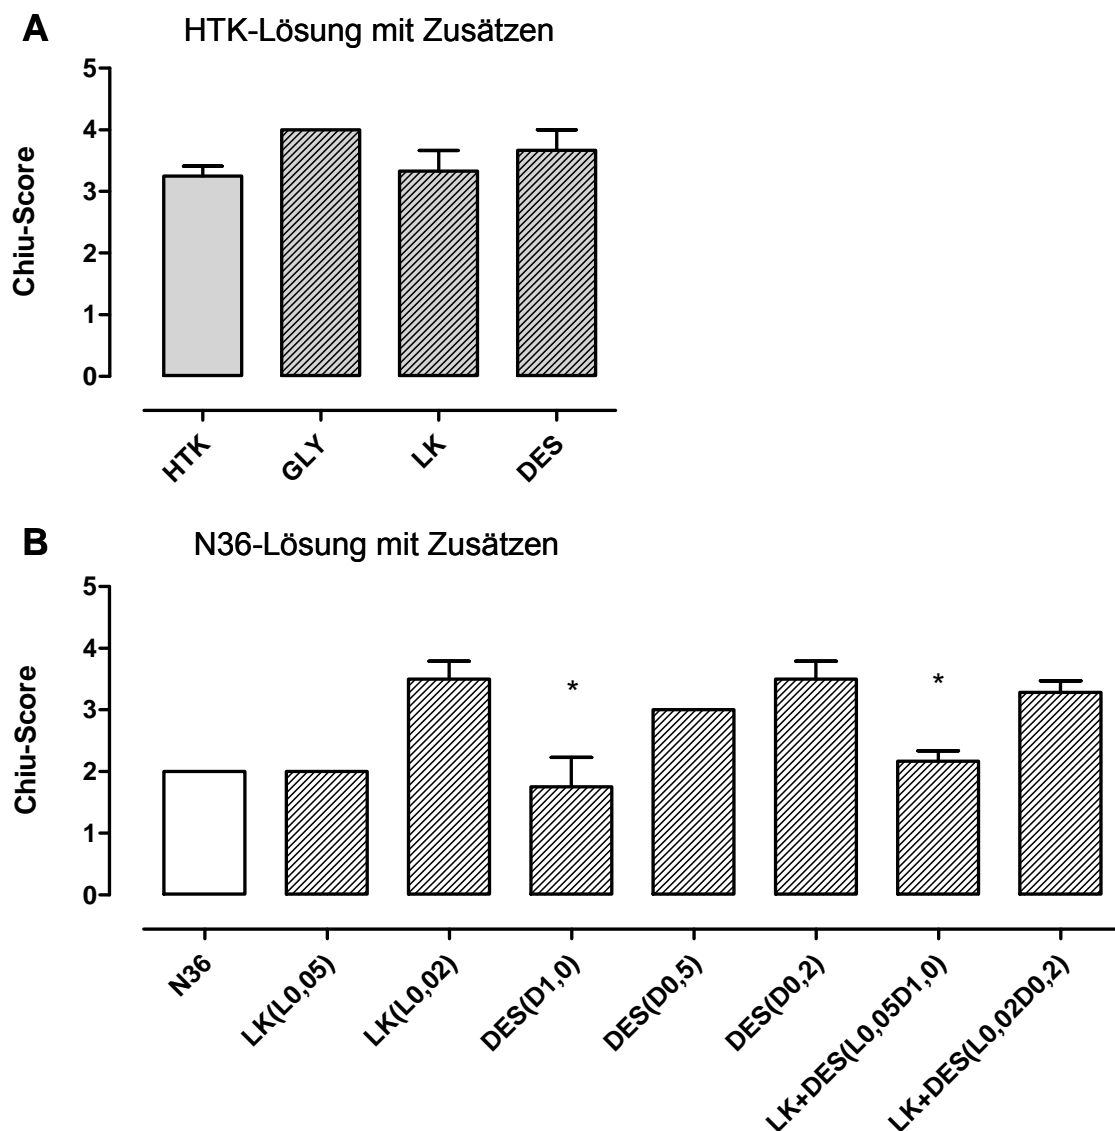 A
HTK-Lösung mit Zusätzen
Chiu-Score
5
4
3
2
1
0
HTK
GLY
LK
DES
B
N36-Lösung mit Zusätzen
Chiu-Score
5
4
3
2
1
0
*
*
N36
LK(L0,05)
LK(L0,02)
DES(D1,0)
DES(D0,5)
DES(D0,2)
LK+DES(L0,05D1,0)
LK+DES(L0,02D0,2)